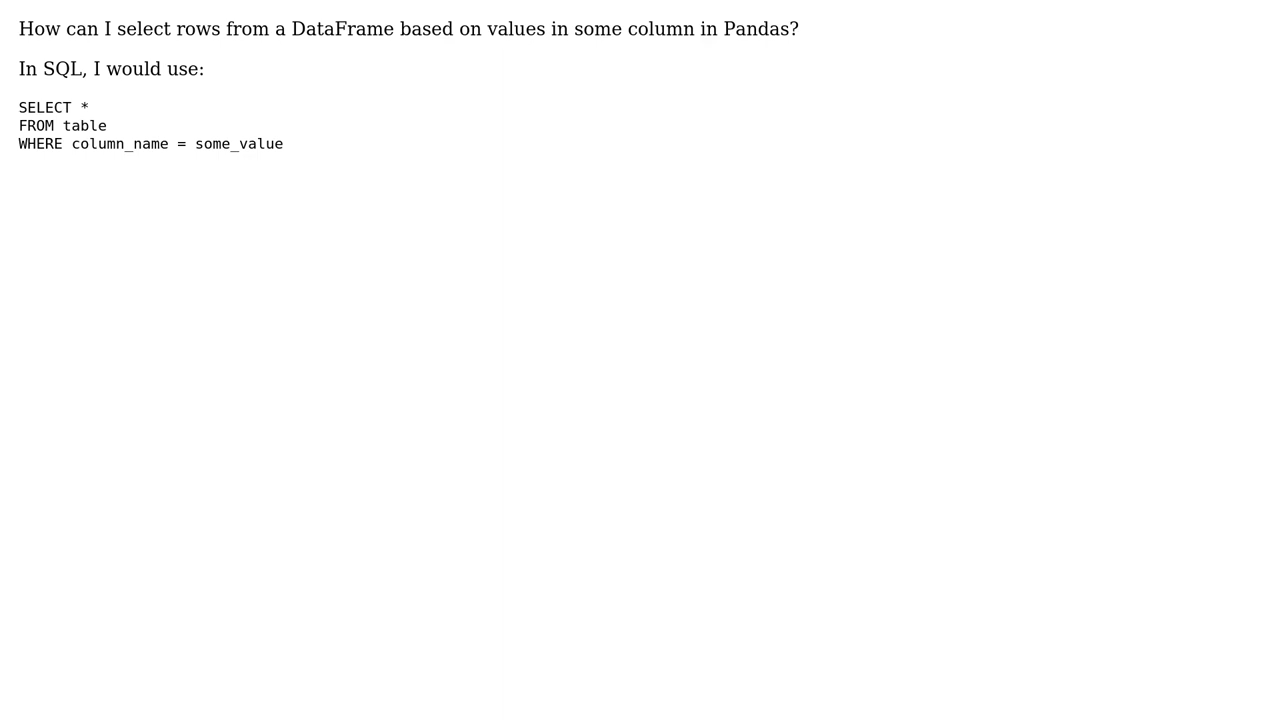 How can I select rows from a DataFrame based on values in some column in Pandas?
In SQL, I would use:
SELECT *
FROM table
WHERE column_name = some_value